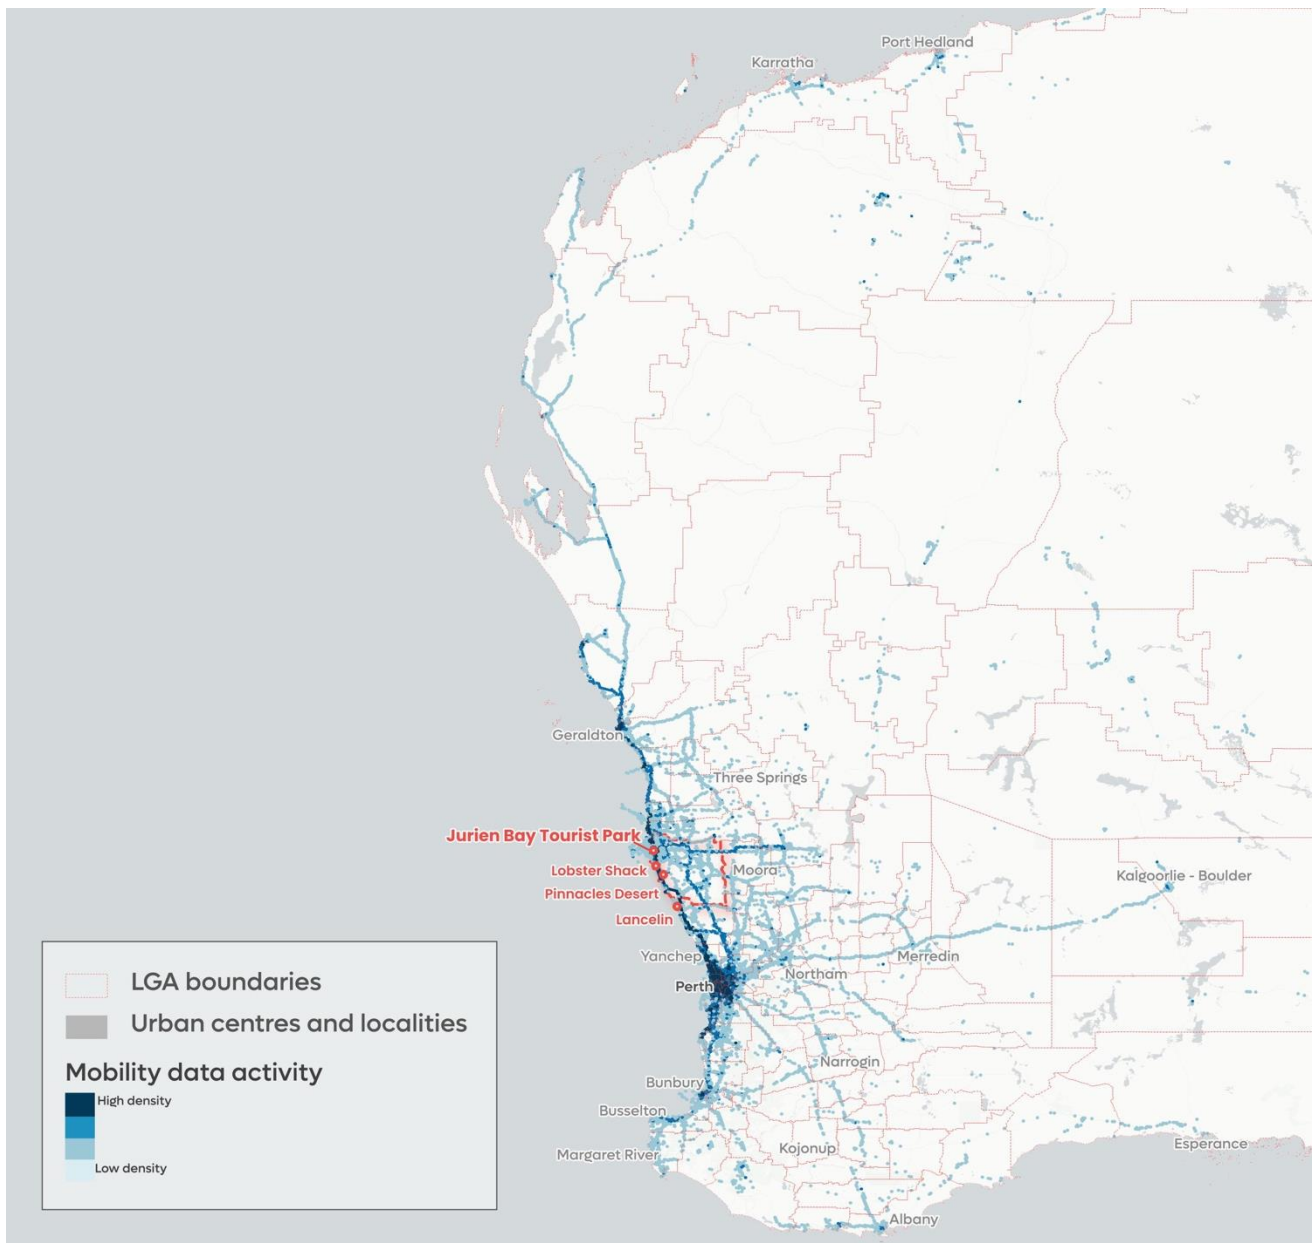 Port Hedland
Karratha
Geraldton
Three Springs
Jurien Bay Tourist Park
Lobster Shack
Moora
Kalgoorlie - Boulder
Pinnacles Desert
Lancelin
Yanchep
Merredin
Northam
Perth
LGA boundaries
Urban centres and localities
Mobility data activity
High density
Low density
Narrogin
Bunbury
Busselton
Esperance
Kojonup
Margaret River
Albany